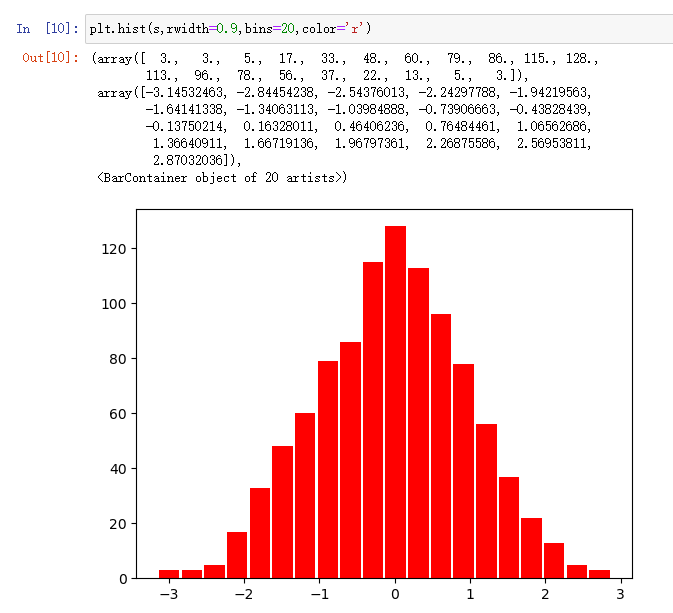 In [10]: plt.hist(s,rwidth=0.9,bins=20,color='r')
Out[10]: (array([  3.,   3.,   5.,  17.,  33.,  48.,  60.,  79.,  86., 115., 128.,
113.,  96.,  78.,  56.,  37.,  22.,  13.,   5.,   3.]),
array([-3.14532463, -2.84454238, -2.54376013, -2.24297788, -1.94219563,
-1.64141338, -1.34063113, -1.03984888, -0.73906663, -0.43828439,
-0.13750214,  0.16328011,  0.46406236,  0.76484461,  1.06562686,
1.36640911,  1.66719136,  1.96797361,  2.26875586,  2.56953811,
2.87032036]),
<BarContainer object of 20 artists>)
120
100
80
60
40
20
0
−3 −2 −1 0 1 2 3